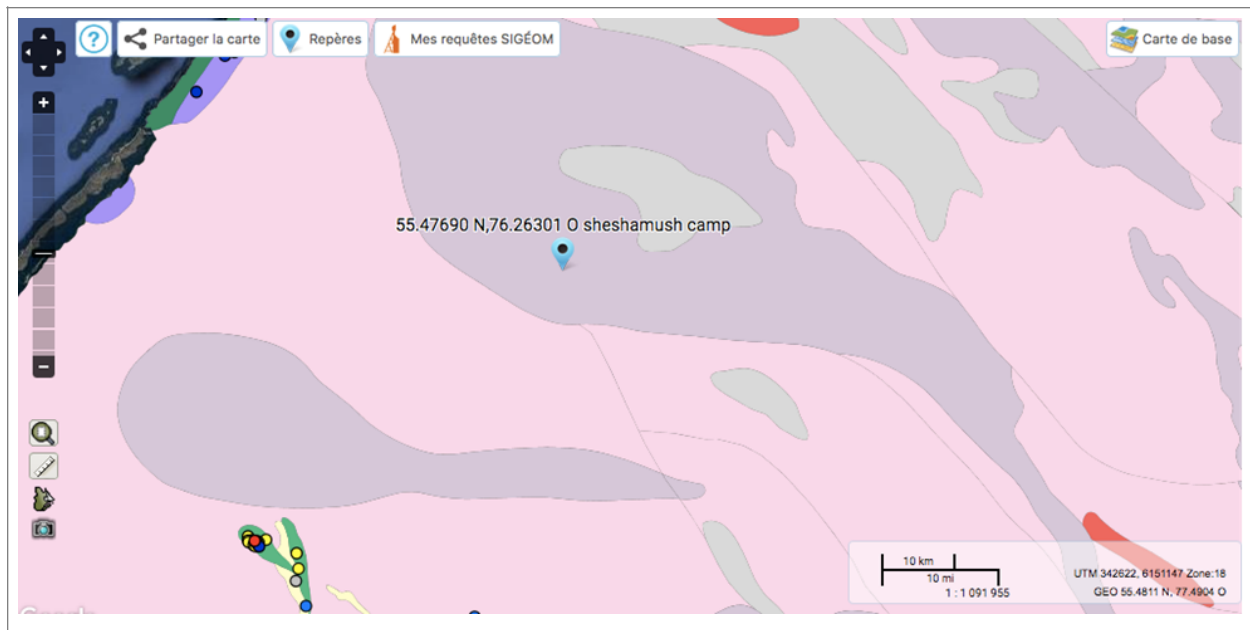 Partager la carte
Repères
Mes requêtes SIGÉOM
Carte de base
55.47690 N,76.26301 O sheshamush camp
10 km
10 mi
1 : 1 091 955
UTM 342622, 6151147 Zone:18
GEO 55.4811 N, 77.4904 O